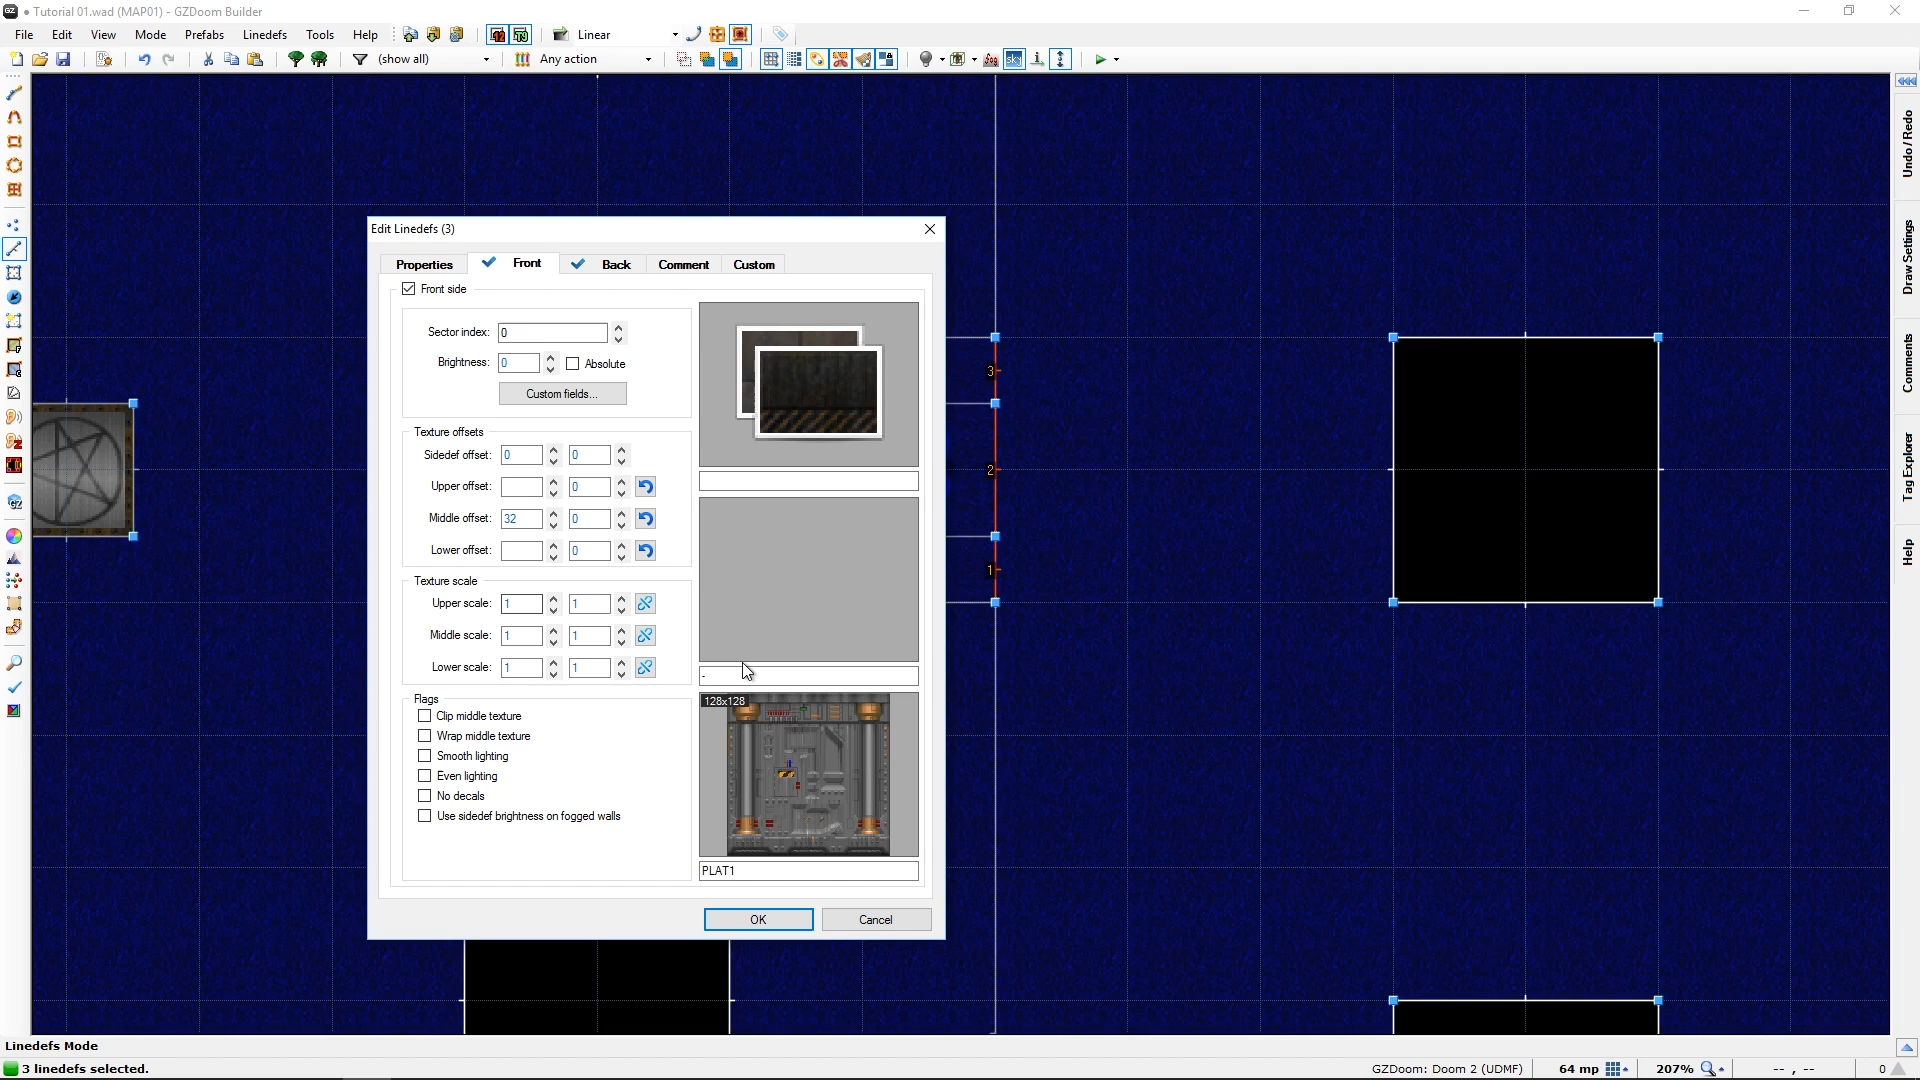 Tutorial 01.wad (MAP01) - GZDoom Builder
File Edit View Mode Prefabs Linedefs Tools Help Linear
(show all) Any action
Edit Linedefs (3)
Properties Front Back Comment Custom
Front side
Sector index: 0
Brightness: 0 Absolute
Custom fields...
Texture offsets
Sidedef offset: 0 0
Upper offset: 0
Middle offset: 32 0
Lower offset: 0
Texture scale
Upper scale: 1 1
Middle scale: 1 1
Lower scale: 1 1
-
Flags
Clip middle texture
Wrap middle texture
Smooth lighting
Even lighting
No decals
Use sidedef brightness on fogged walls
128x128
PLAT1
OK Cancel
3
2
1
Undo / Redo
Draw Settings
Comments
Tag Explorer
Help
Linedefs Mode
3 linedefs selected.
GZDoom: Doom 2 (UDMF) 64 mp 207% -- , -- 0